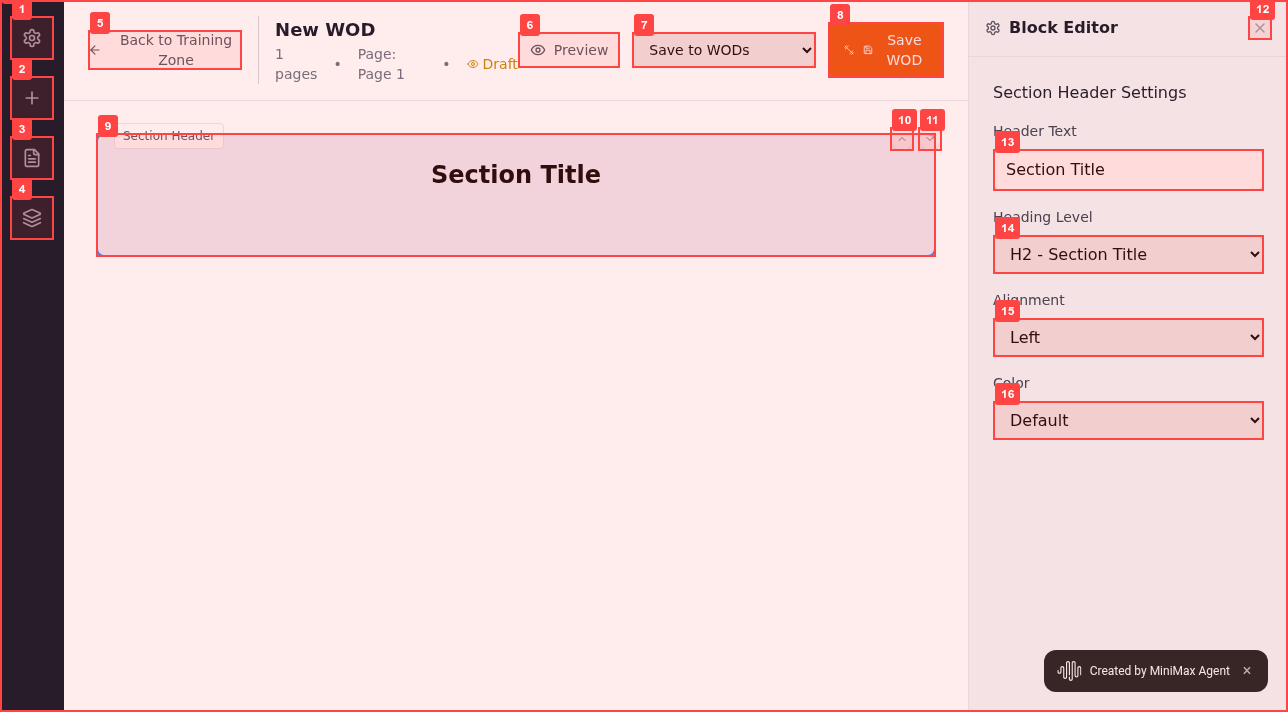 1
2
3
4
5
Back to Training
Zone
New WOD
1
pages
•
Page:
Page 1
•
Draft
6
Preview
7
Save to WODs
8
Save
WOD
9
Section Header
10
11
Section Title
Block Editor
12
Section Header Settings
Header Text
13
Section Title
Heading Level
14
H2 - Section Title
Alignment
15
Left
Color
16
Default
Created by MiniMax Agent
×